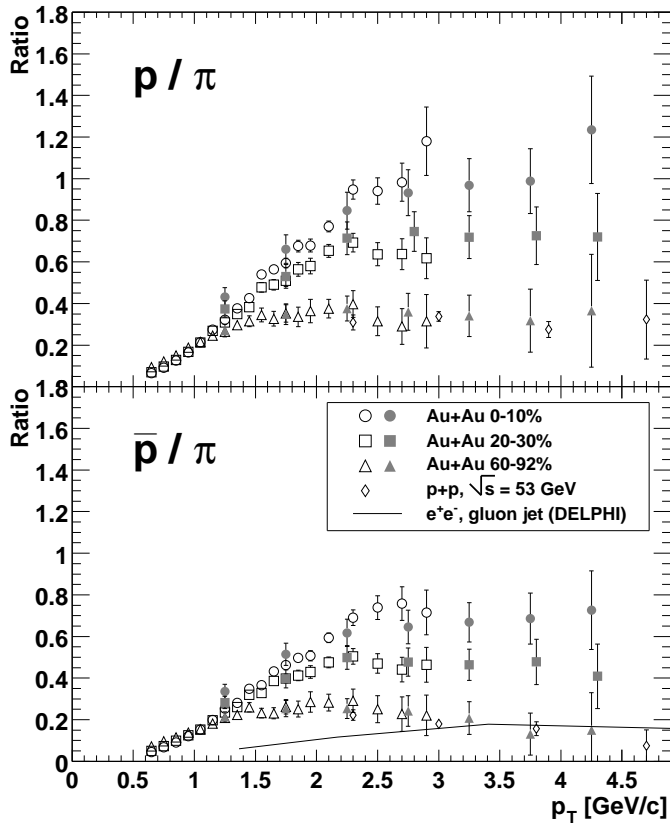 Ratio
1.8
1.6
1.4
1.2
1
0.8
0.6
0.4
0.2
p / π
Ratio
1.8
1.6
1.4
1.2
1
0.8
0.6
0.4
0.2
0
p̅ / π
Au+Au 0-10%
Au+Au 20-30%
Au+Au 60-92%
p+p, √s = 53 GeV
e⁺e⁻, gluon jet (DELPHI)
0 0.5 1 1.5 2 2.5 3 3.5 4 4.5
p_T [GeV/c]